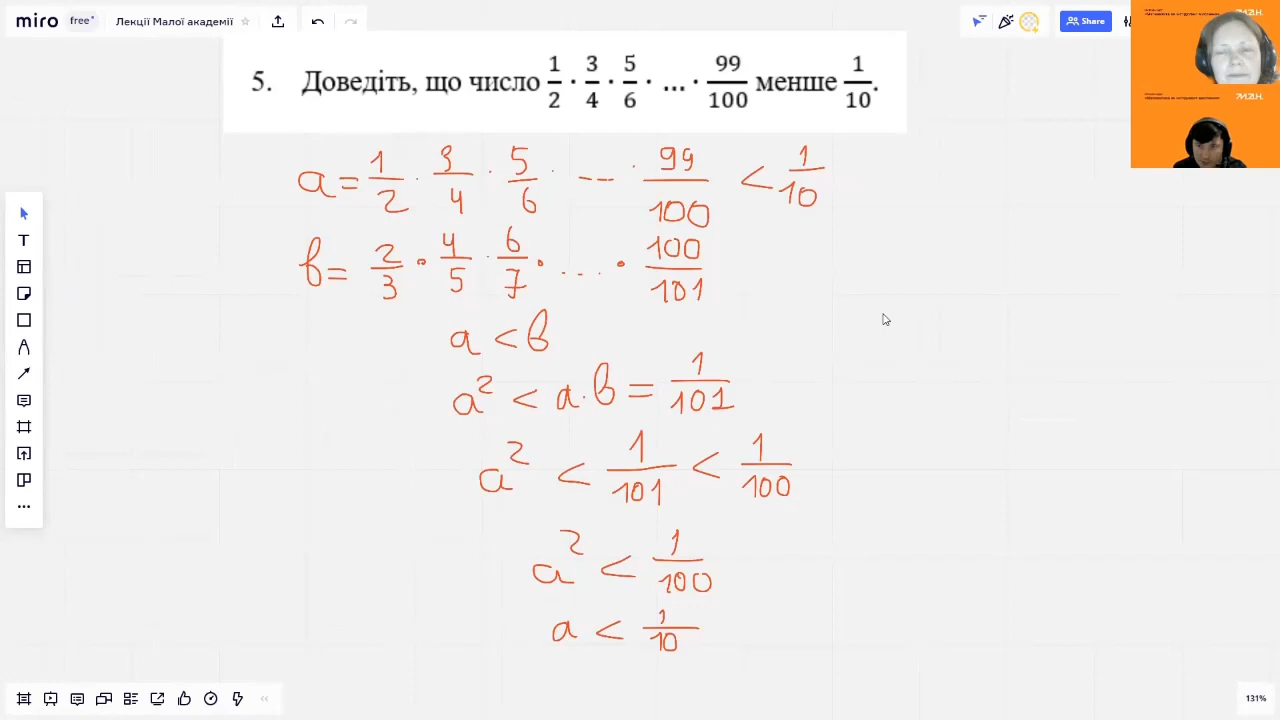 miro free Лекції Малої академії Share
5. Доведіть, що число 1/2 · 3/4 · 5/6 · ... · 99/100 менше 1/10.
a = 1/2 · 3/4 · 5/6 · --- · 99/100 < 1/10
b = 2/3 · 4/5 · 6/7 · .... · 100/101
a < b
a² < a · b = 1/101
a² < 1/101 < 1/100
a² < 1/100
a < 1/10
131%